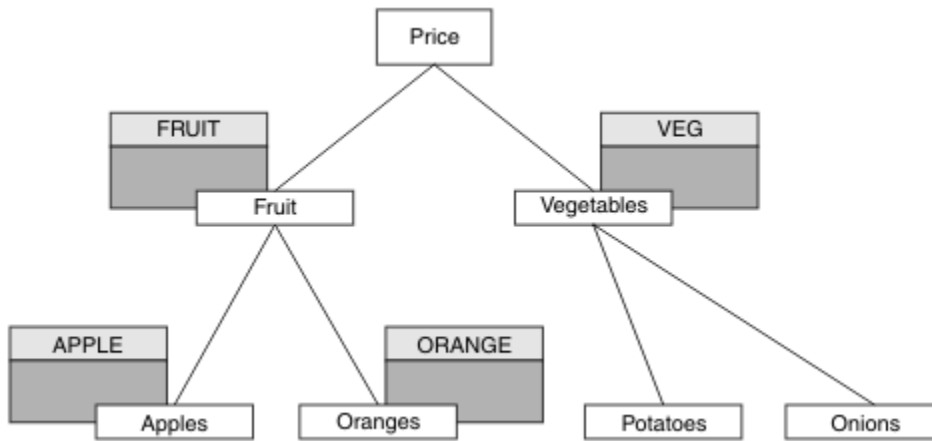 Price
FRUIT
VEG
Fruit
Vegetables
APPLE
ORANGE
Apples
Oranges
Potatoes
Onions